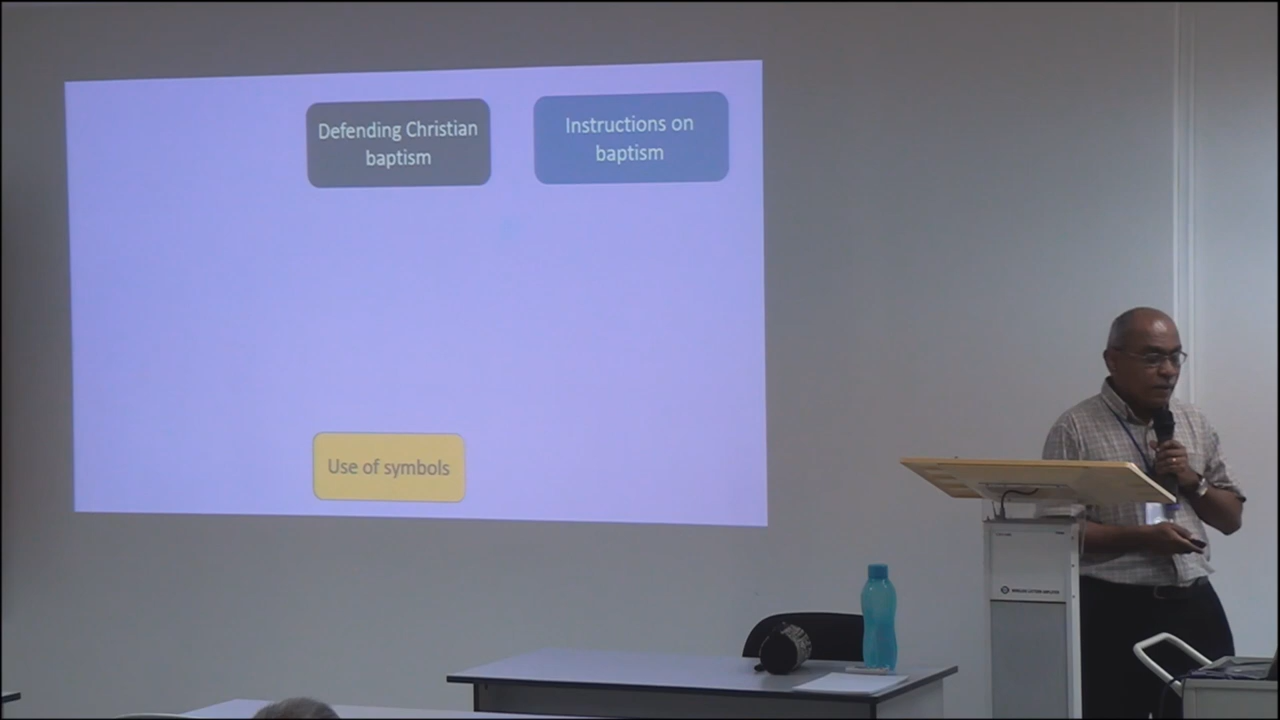 Defending Christian
baptism
Instructions on
baptism
Use of symbols